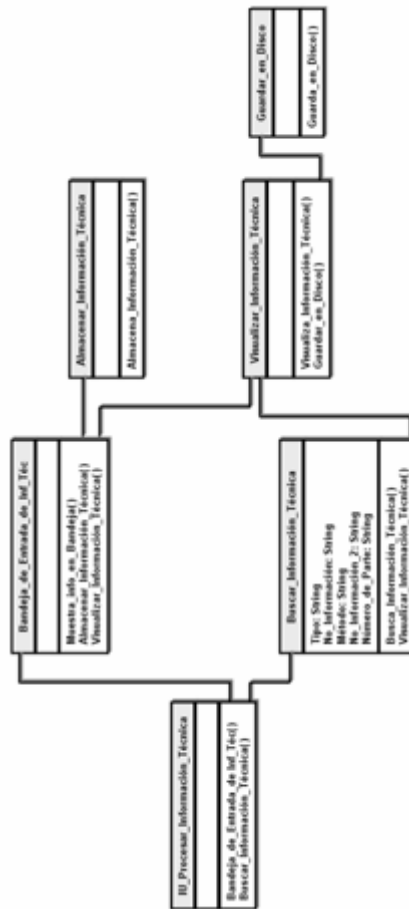 IU_Procesar_Información_Técnica
Bandeja_de_Entrada_de_Inf_Téc()
Buscar_Información_Técnica()
Bandeja_de_Entrada_de_Inf_Téc
Muestra_info_en_Bandeja()
Almacenar_Información_Técnica()
Visualizar_Información_Técnica()
Buscar_Información_Técnica
Tipo: String
No_Información: String
Método: String
No_Información_2: String
Número_de_Parte: String
Busca_Información_Técnica()
Visualizar_Información_Técnica()
Almacenar_Información_Técnica
Almacena_Información_Técnica()
Visualizar_Información_Técnica
Visualiza_Información_Técnica()
Guardar_en_Disco()
Guardar_en_Disco
Guarda_en_Disco()